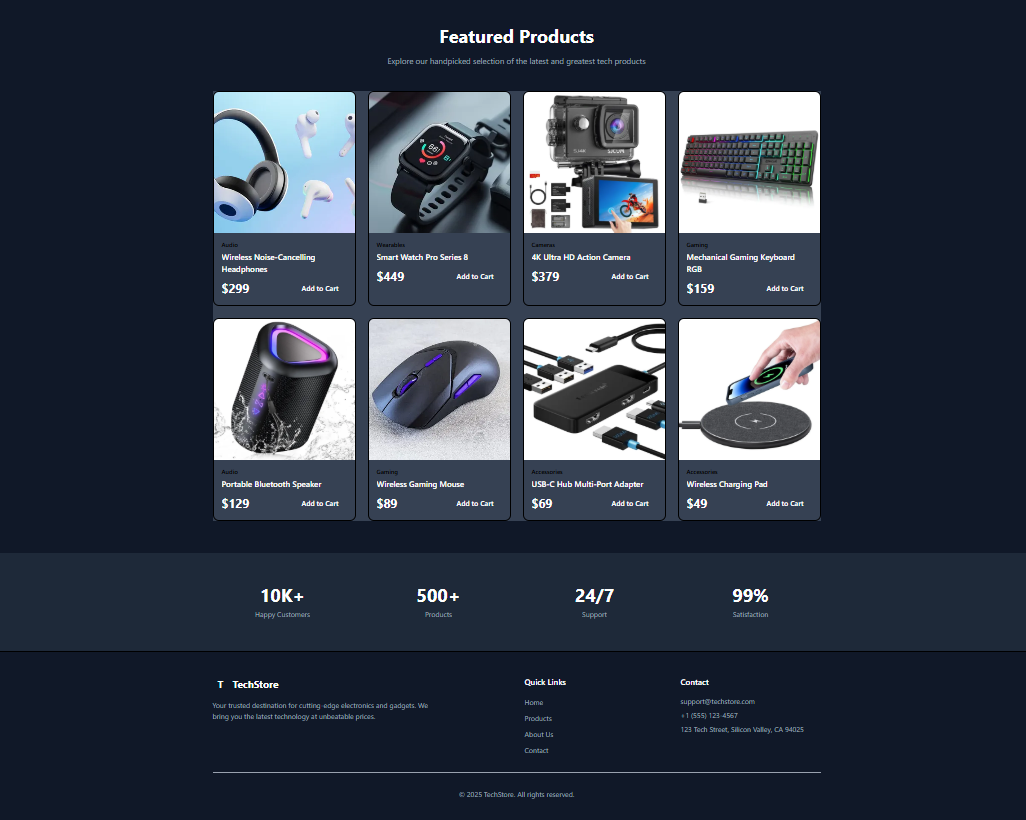 Featured Products
Explore our handpicked selection of the latest and greatest tech products
Audio
Wireless Noise-Cancelling
Headphones
$299
Add to Cart
Wearables
Smart Watch Pro Series 8
$449
Add to Cart
SJCAM
Cameras
4K Ultra HD Action Camera
$379
Add to Cart
Gaming
Mechanical Gaming Keyboard
RGB
$159
Add to Cart
Audio
Portable Bluetooth Speaker
$129
Add to Cart
Gaming
Wireless Gaming Mouse
$89
Add to Cart
Accessories
USB-C Hub Multi-Port Adapter
$69
Add to Cart
Accessories
Wireless Charging Pad
$49
Add to Cart
10K+
Happy Customers
500+
Products
24/7
Support
99%
Satisfaction
T TechStore
Your trusted destination for cutting-edge electronics and gadgets. We
bring you the latest technology at unbeatable prices.
Quick Links
Home
Products
About Us
Contact
Contact
support@techstore.com
+1 (555) 123-4567
123 Tech Street, Silicon Valley, CA 94025
© 2025 TechStore. All rights reserved.